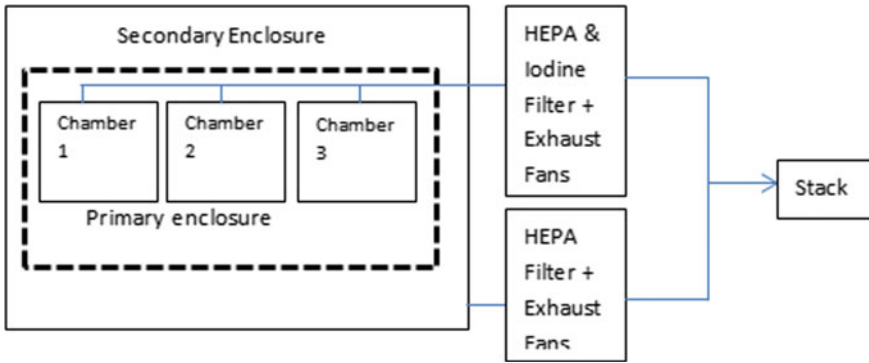 Secondary Enclosure
Chamber
1
Chamber
2
Chamber
3
Primary enclosure
HEPA &
Iodine
Filter +
Exhaust
Fans
HEPA
Filter +
Exhaust
Fans
Stack